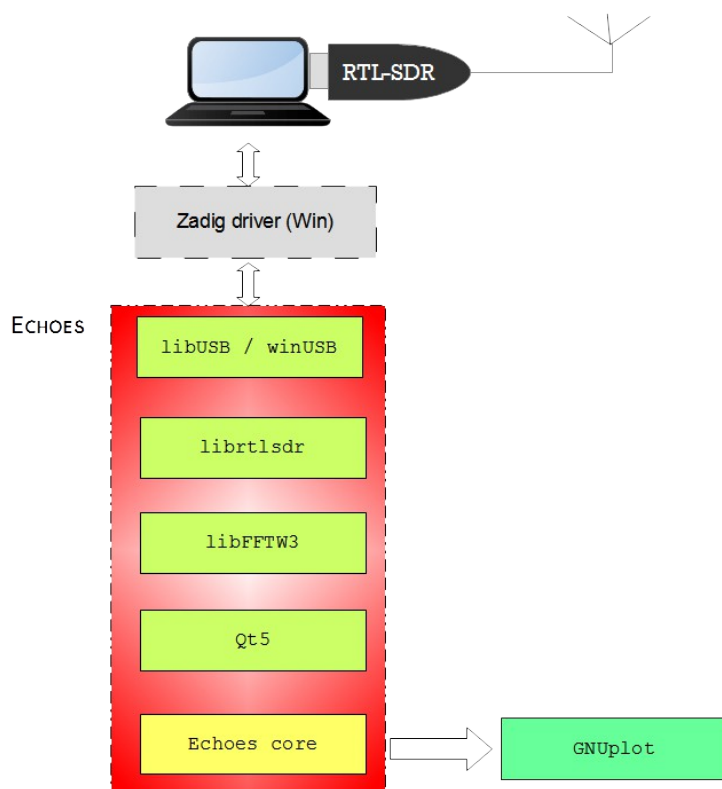 RTL-SDR
Zadig driver (Win)
ECHOES
libUSB / winUSB
librtlsdr
libFFTW3
Qt5
Echoes core
GNUplot